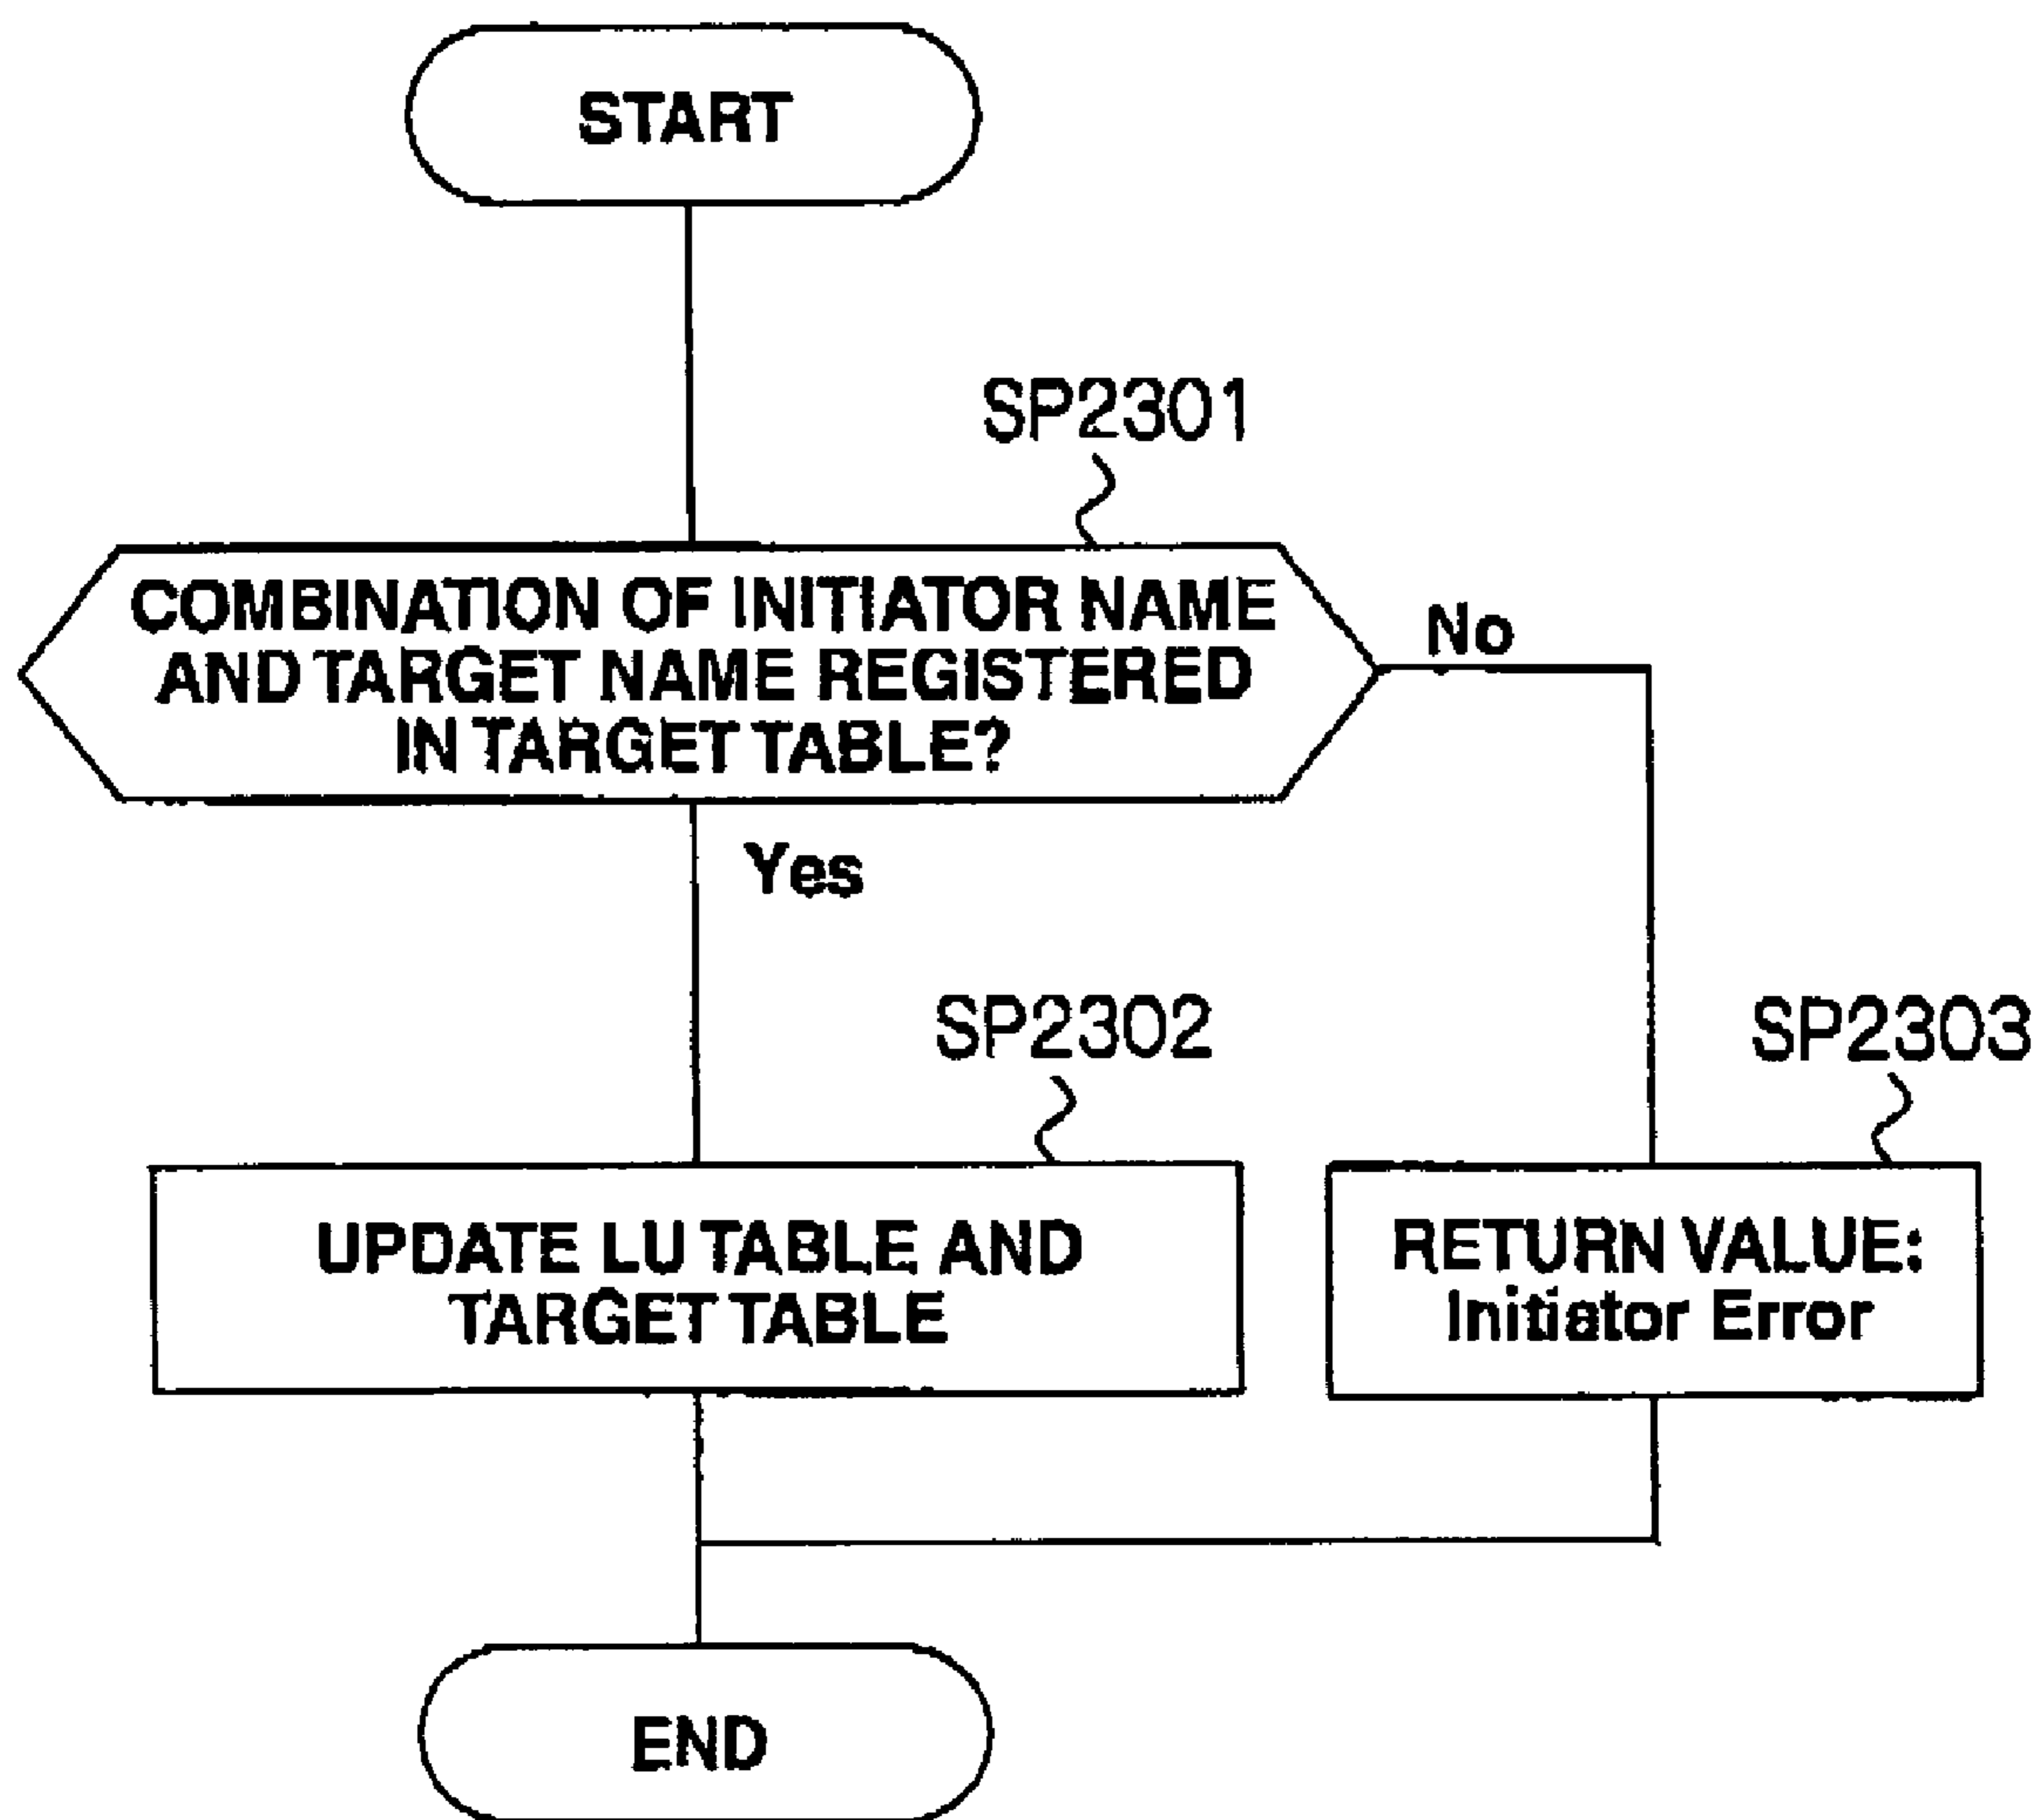 START
SP2301
COMBINATION OF INITIATOR NAME
AND TARGET NAME REGISTERED
IN TARGET TABLE?
No
Yes
SP2302
SP2303
UPDATE LU TABLE AND
TARGET TABLE
RETURN VALUE:
Initiator Error
END